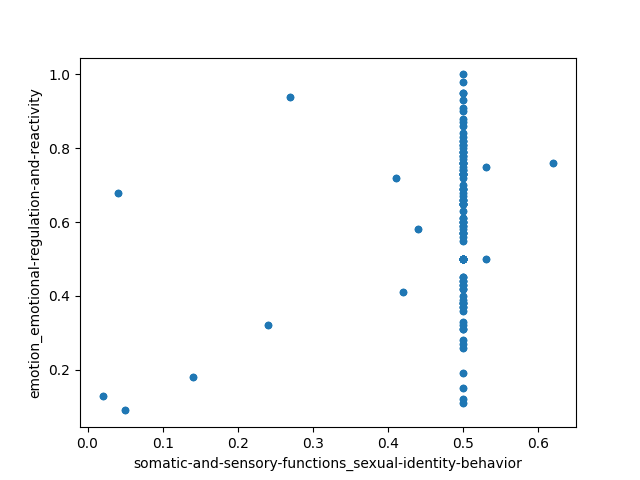 1.0
0.8
0.6
0.4
0.2
emotion_emotional-regulation-and-reactivity
0.0 0.1 0.2 0.3 0.4 0.5 0.6
somatic-and-sensory-functions_sexual-identity-behavior